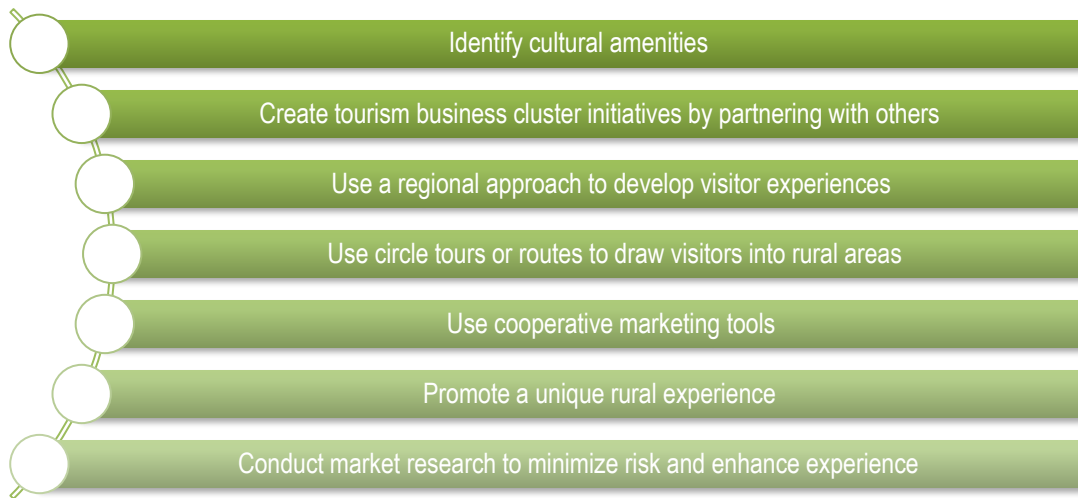 Identify cultural amenities
Create tourism business cluster initiatives by partnering with others
Use a regional approach to develop visitor experiences
Use circle tours or routes to draw visitors into rural areas
Use cooperative marketing tools
Promote a unique rural experience
Conduct market research to minimize risk and enhance experience